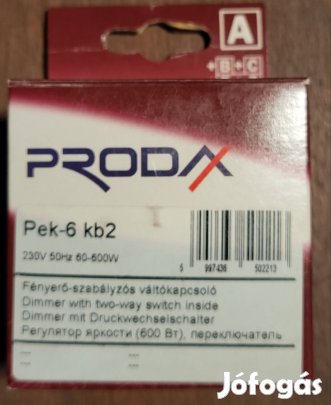 A
+B+C
PRODAX
Pek-6 kb2
230V 50Hz 60-600W
5 997436 502213
Fényerő-szabályzós váltókapcsoló
Dimmer with two-way switch inside
Dimmer mit Druckwechselschalter
Регулятор яркости (600 Вт), переключатель
---
---
Jófogás